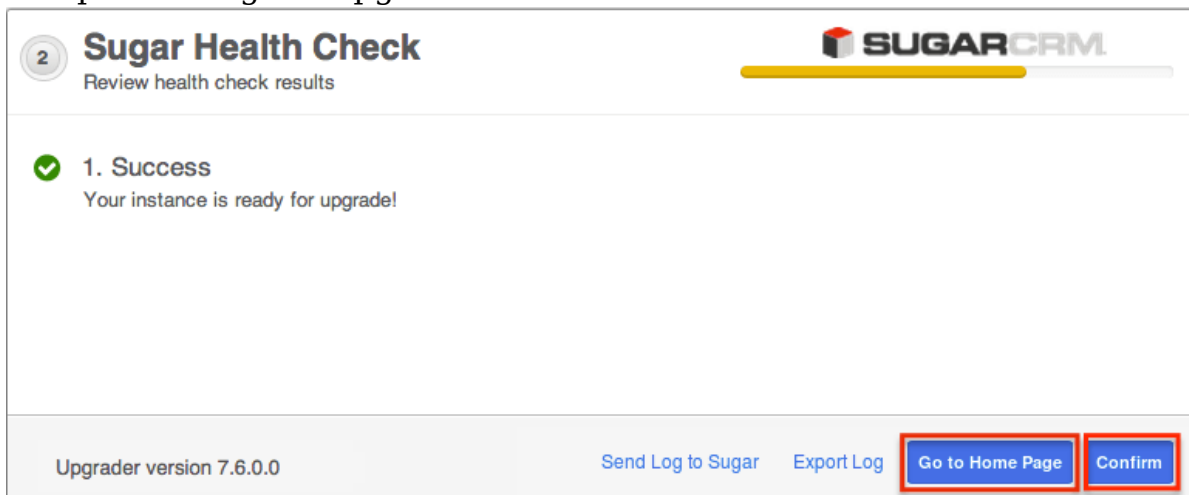 2 Sugar Health Check
Review health check results
SUGARCRM.
1. Success
Your instance is ready for upgrade!
Upgrader version 7.6.0.0
Send Log to Sugar Export Log Go to Home Page Confirm